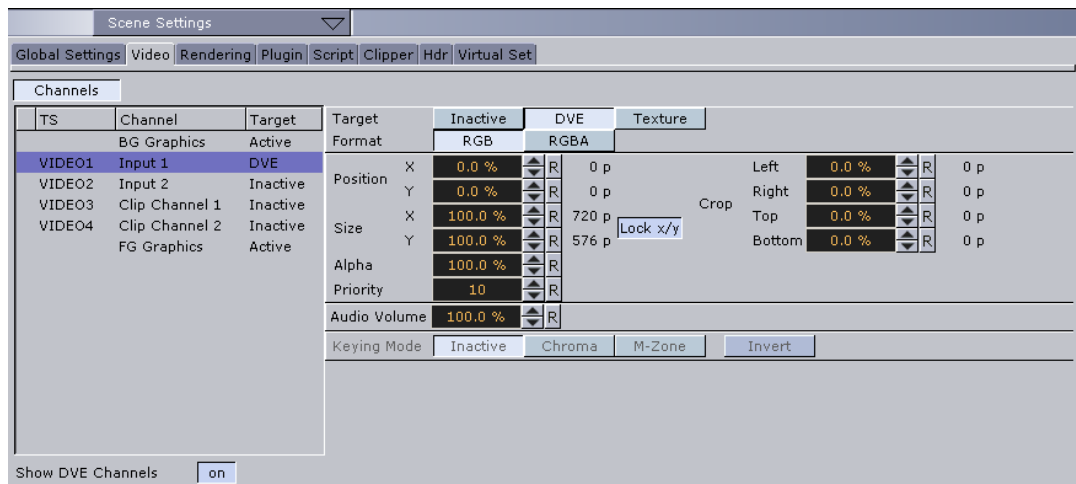 Scene Settings
Global Settings Video Rendering Plugin Script Clipper Hdr Virtual Set
Channels
TS Channel Target
BG Graphics Active
VIDEO1 Input 1 DVE
VIDEO2 Input 2 Inactive
VIDEO3 Clip Channel 1 Inactive
VIDEO4 Clip Channel 2 Inactive
FG Graphics Active
Target Inactive DVE Texture
Format RGB RGBA
Position X 0.0 % R 0 p
Y 0.0 % R 0 p
Size X 100.0 % R 720 p
Y 100.0 % R 576 p
Lock x/y
Crop Left 0.0 % R 0 p
Right 0.0 % R 0 p
Top 0.0 % R 0 p
Bottom 0.0 % R 0 p
Alpha 100.0 % R
Priority 10 R
Audio Volume 100.0 % R
Keying Mode Inactive Chroma M-Zone Invert
Show DVE Channels on